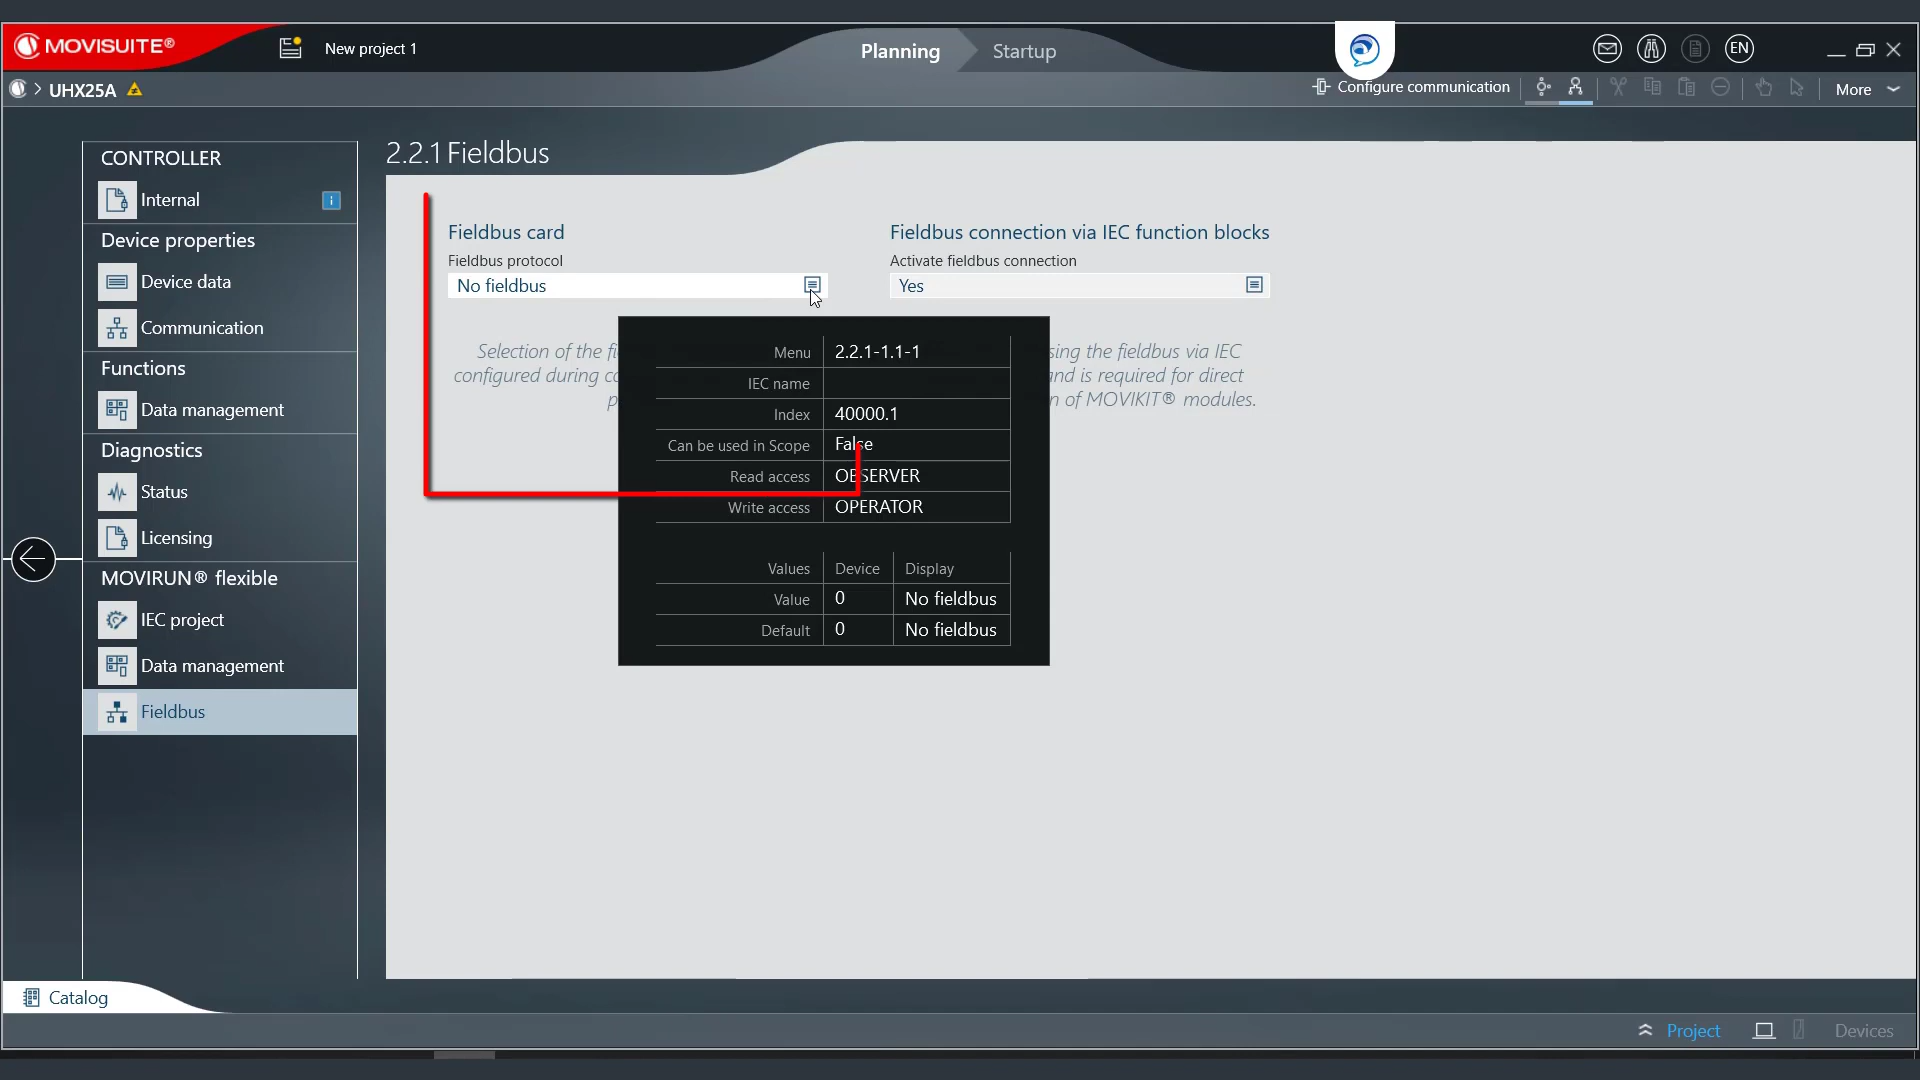 MOVISUITE®
New project 1
Planning
Startup
EN
UHX25A
Configure communication
More
CONTROLLER
Internal
i
Device properties
Device data
Communication
Functions
Data management
Diagnostics
Status
Licensing
MOVIRUN® flexible
IEC project
Data management
Fieldbus
2.2.1 Fieldbus
Fieldbus card
Fieldbus protocol
No fieldbus
Fieldbus connection via IEC function blocks
Activate fieldbus connection
Yes
Selection of the
configured during
the fieldbus via IEC
and is required for direct
of MOVIKIT® modules.
Menu 2.2.1-1.1-1
IEC name
Index 40000.1
Can be used in Scope False
Read access OBSERVER
Write access OPERATOR
Values Device Display
Value 0 No fieldbus
Default 0 No fieldbus
Catalog
Project
Devices